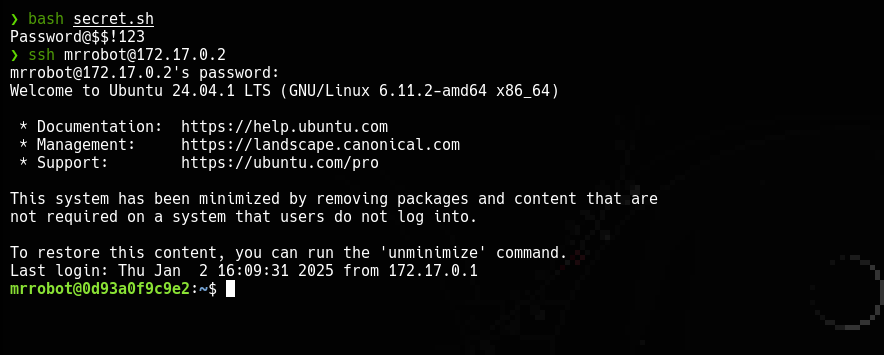 ❯ bash secret.sh
Password@$$!123
❯ ssh mrrobot@172.17.0.2
mrrobot@172.17.0.2's password:
Welcome to Ubuntu 24.04.1 LTS (GNU/Linux 6.11.2-amd64 x86_64)
 * Documentation:  https://help.ubuntu.com
 * Management:     https://landscape.canonical.com
 * Support:        https://ubuntu.com/pro
This system has been minimized by removing packages and content that are
not required on a system that users do not log into.
To restore this content, you can run the 'unminimize' command.
Last login: Thu Jan  2 16:09:31 2025 from 172.17.0.1
mrrobot@0d93a0f9c9e2:~$